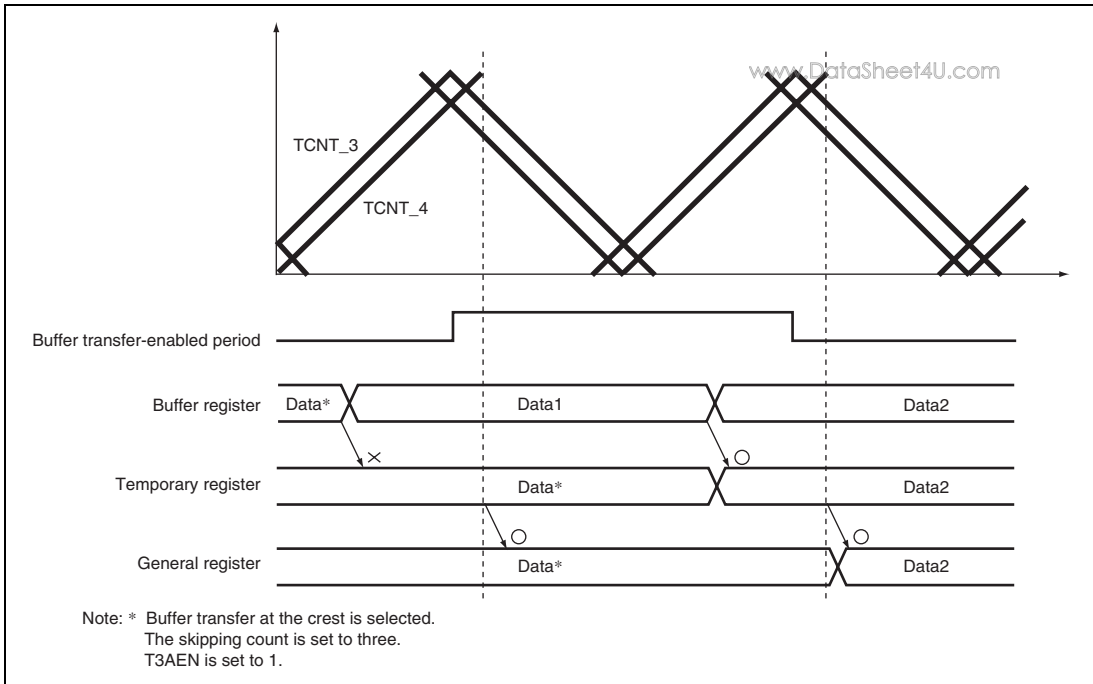 www.DataSheet4U.com
TCNT_3
TCNT_4
Buffer transfer-enabled period
Buffer register
Data*
Data1
Data2
Temporary register
Data*
Data2
General register
Data*
Data2
Note: * Buffer transfer at the crest is selected.
The skipping count is set to three.
T3AEN is set to 1.